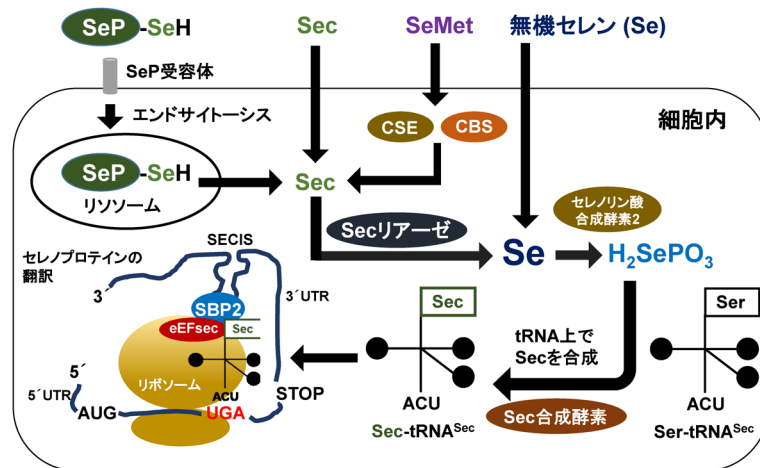 SeP-SeH
Sec
SeMet
無機セレン (Se)
SeP受容体
エンドサイトーシス
CSE
CBS
細胞内
SeP-SeH
リソソーム
Sec
セレノリン酸
合成酵素2
Secリアーゼ
Se
H₂SePO₃
セレノプロテインの
翻訳
SECIS
3´
3´UTR
SBP2
eEFsec
Sec
リボソーム
5´
5´UTR
AUG
ACU
UGA
STOP
Sec
ACU
Sec-tRNAˢᵉᶜ
tRNA上で
Secを合成
Sec合成酵素
Ser
ACU
Ser-tRNAˢᵉᶜ